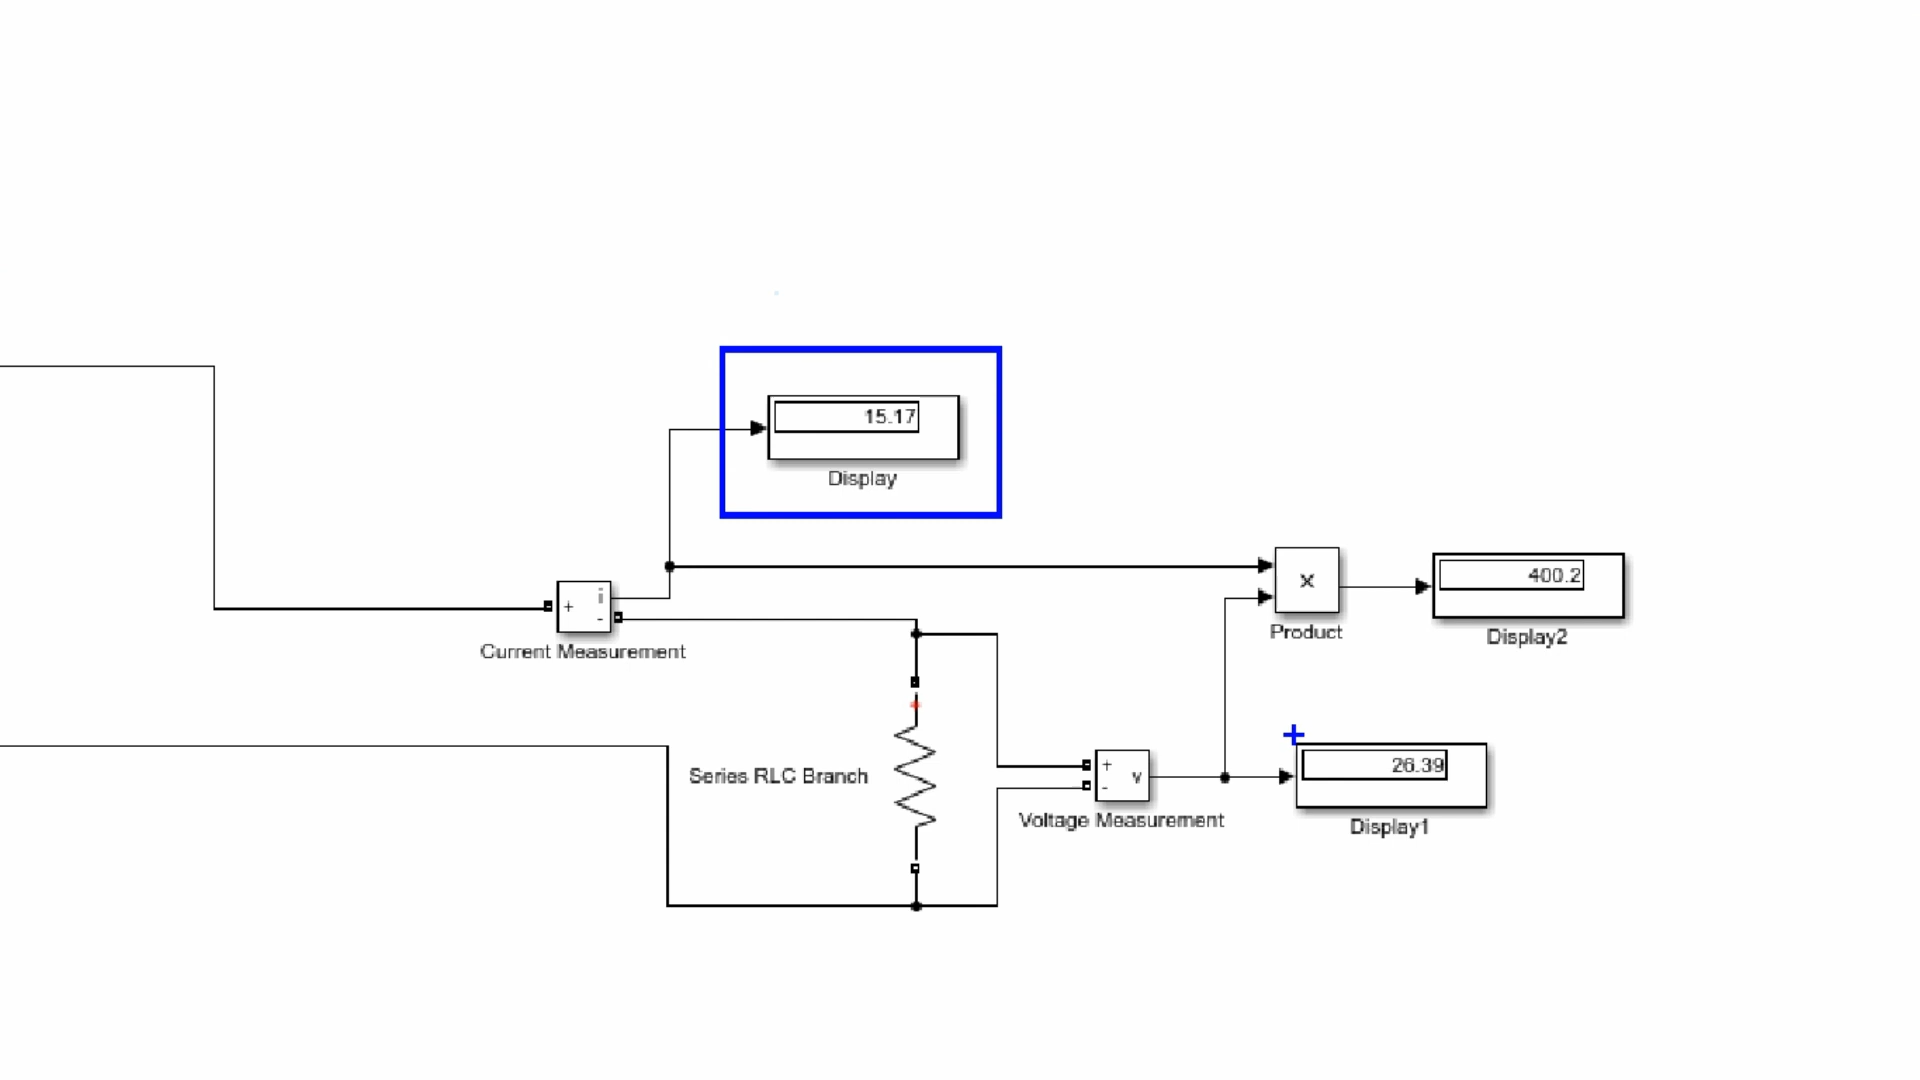 15.17
Display
+
i
-
Current Measurement
×
Product
400.2
Display2
Series RLC Branch
+
v
-
Voltage Measurement
26.39
Display1